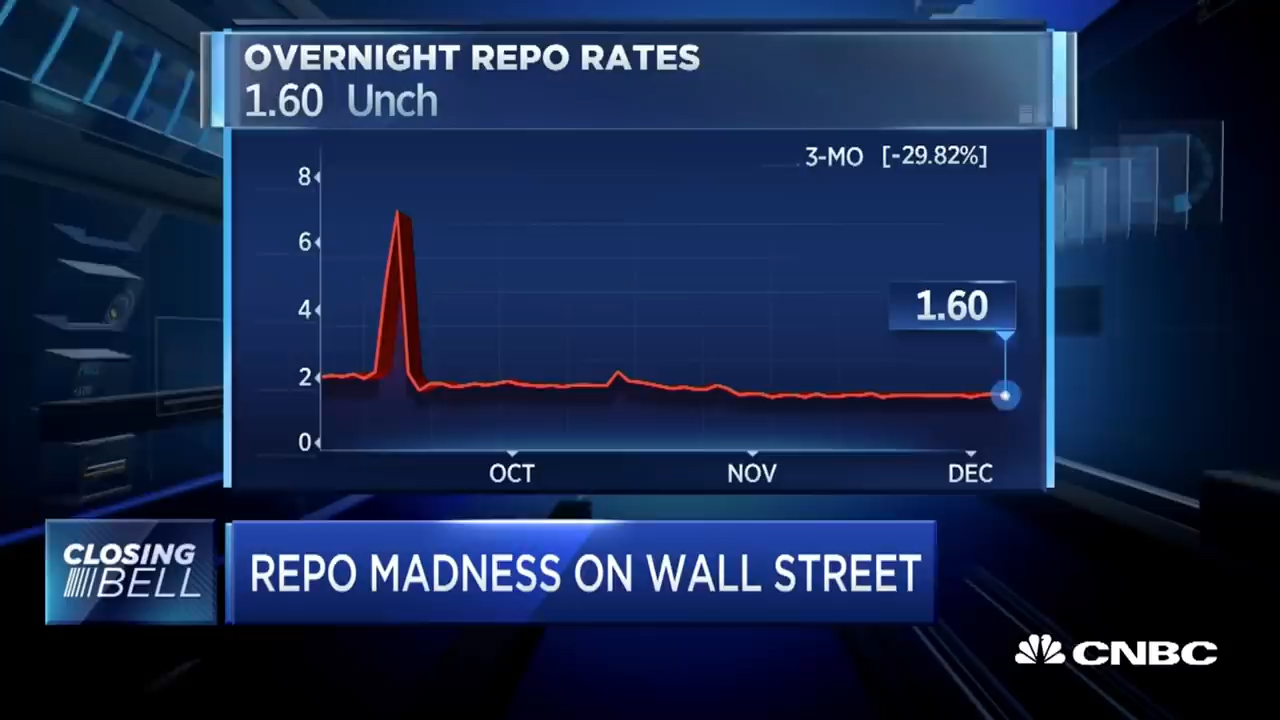 OVERNIGHT REPO RATES
1.60 Unch
3-MO [-29.82%]
8
6
4
2
0
1.60
OCT NOV DEC
CLOSING
BELL
REPO MADNESS ON WALL STREET
CNBC